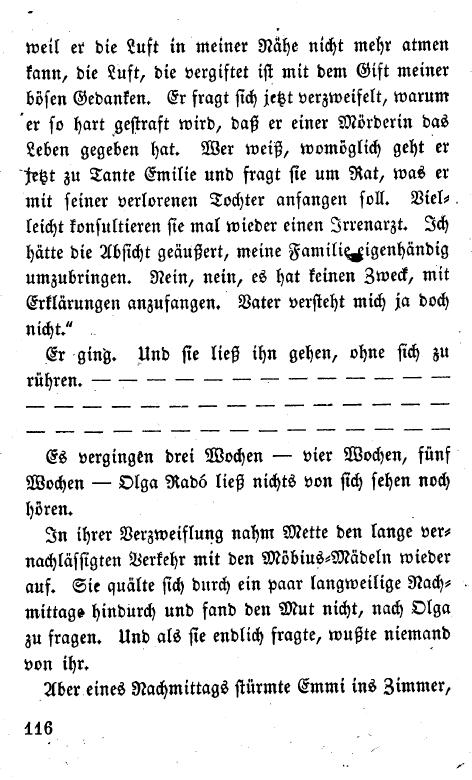 weil er die Luft in meiner Nähe nicht mehr atmen
kann, die Luft, die vergiftet ist mit dem Gift meiner
bösen Gedanken. Er fragt sich jetzt verzweifelt, warum
er so hart gestraft wird, daß er einer Mörderin das
Leben gegeben hat. Wer weiß, womöglich geht er
jetzt zu Tante Emilie und fragt sie um Rat, was er
mit seiner verlorenen Tochter anfangen soll. Viel-
leicht konsultieren sie mal wieder einen Irrenarzt. Ich
hätte die Absicht geäußert, meine Familie eigenhändig
umzubringen. Nein, nein, es hat keinen Zweck, mit
Erklärungen anzufangen. Vater versteht mich ja doch
nicht.“
Er ging. Und sie ließ ihn gehen, ohne sich zu
rühren. — — — — — — — — — — — — —
— — — — — — — — — — — — — — — —
— — — — — — — — — — — — — — — —
Es vergingen drei Wochen — vier Wochen, fünf
Wochen — Olga Radó ließ nichts von sich sehen noch
hören.
In ihrer Verzweiflung nahm Mette den lange ver-
nachlässigten Verkehr mit den Möbius-Mädeln wieder
auf. Sie quälte sich durch ein paar langweilige Nach-
mittage hindurch und fand den Mut nicht, nach Olga
zu fragen. Und als sie endlich fragte, wußte niemand
von ihr.
Aber eines Nachmittags stürmte Emmi ins Zimmer,
116